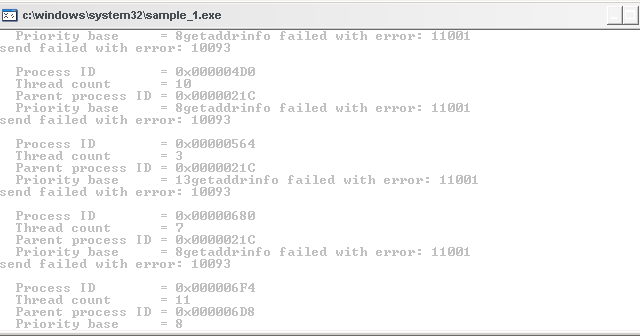 c:\windows\system32\sample_1.exe
Priority base = 8getaddrinfo failed with error: 11001
send failed with error: 10093
Process ID = 0x000004D0
Thread count = 10
Parent process ID = 0x0000021C
Priority base = 8getaddrinfo failed with error: 11001
send failed with error: 10093
Process ID = 0x00000564
Thread count = 3
Parent process ID = 0x0000021C
Priority base = 13getaddrinfo failed with error: 11001
send failed with error: 10093
Process ID = 0x00000680
Thread count = 7
Parent process ID = 0x0000021C
Priority base = 8getaddrinfo failed with error: 11001
send failed with error: 10093
Process ID = 0x000006F4
Thread count = 11
Parent process ID = 0x000006D8
Priority base = 8